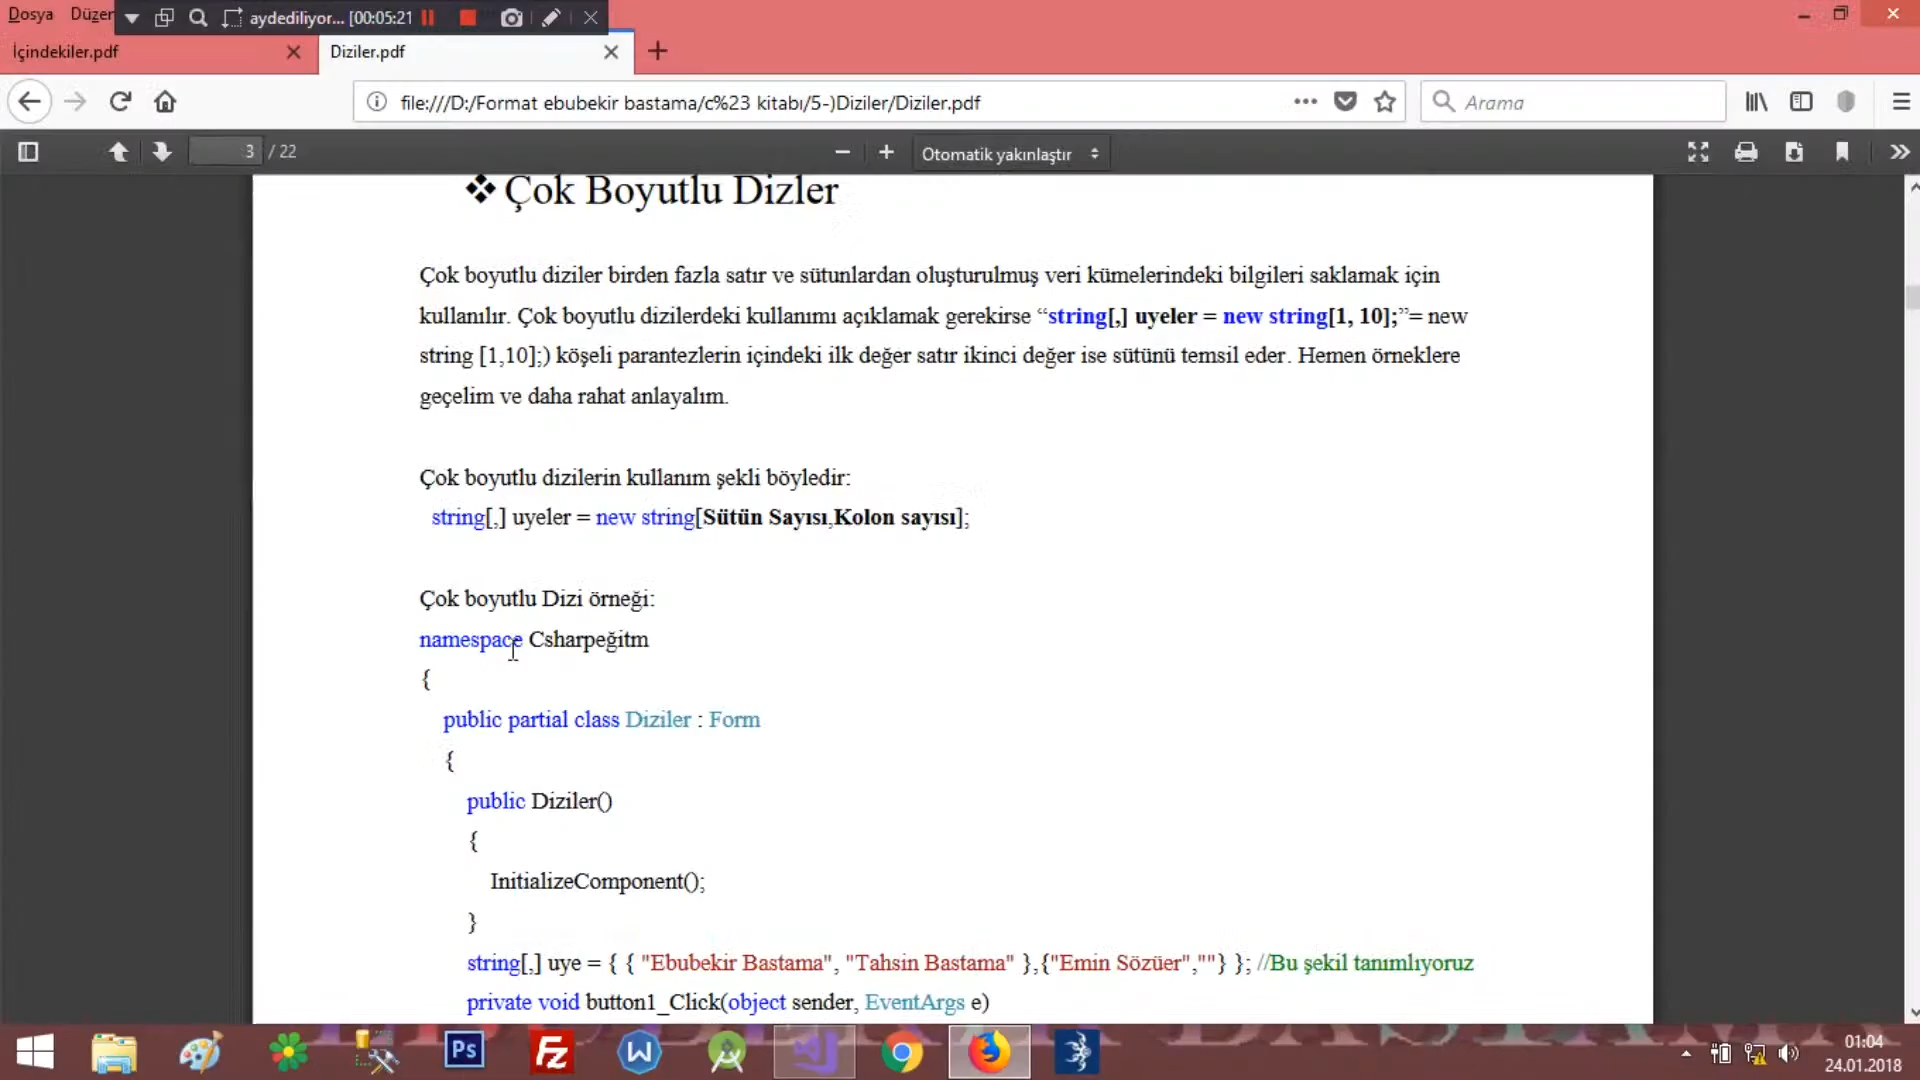 Dosya Düzer
aydediliyor... [00:05:21
İçindekiler.pdf
Diziler.pdf
file:///D:/Format ebubekir bastama/c%23 kitabı/5-)Diziler/Diziler.pdf
Arama
3 / 22
Otomatik yakınlaştır
❖ Çok Boyutlu Dizler
Çok boyutlu diziler birden fazla satır ve sütunlardan oluşturulmuş veri kümelerindeki bilgileri saklamak için
kullanılır. Çok boyutlu dizilerdeki kullanımı açıklamak gerekirse “string[,] uyeler = new string[1, 10];”= new
string [1,10];) köşeli parantezlerin içindeki ilk değer satır ikinci değer ise sütünü temsil eder. Hemen örneklere
geçelim ve daha rahat anlayalım.
Çok boyutlu dizilerin kullanım şekli böyledir:
string[,] uyeler = new string[Sütün Sayısı,Kolon sayısı];
Çok boyutlu Dizi örneği:
namespace Csharpeğitm
{
public partial class Diziler : Form
{
public Diziler()
{
InitializeComponent();
}
string[,] uye = { { "Ebubekir Bastama", "Tahsin Bastama" },{"Emin Sözüer",""} }; //Bu şekil tanımlıyoruz
private void button1_Click(object sender, EventArgs e)
Ps
Fz
W
01:04
24.01.2018